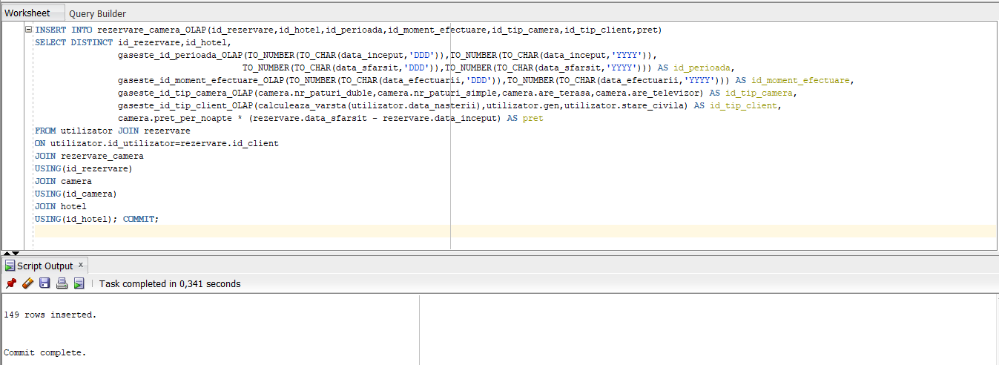 Worksheet Query Builder
INSERT INTO rezervare_camera_OLAP(id_rezervare,id_hotel,id_perioada,id_moment_efectuare,id_tip_camera,id_tip_client,pret)
SELECT DISTINCT id_rezervare,id_hotel,
gaseste_id_perioada_OLAP(TO_NUMBER(TO_CHAR(data_inceput,'DDD')),TO_NUMBER(TO_CHAR(data_inceput,'YYYY')),
TO_NUMBER(TO_CHAR(data_sfarsit,'DDD')),TO_NUMBER(TO_CHAR(data_sfarsit,'YYYY'))) AS id_perioada,
gaseste_id_moment_efectuare_OLAP(TO_NUMBER(TO_CHAR(data_efectuarii,'DDD')),TO_NUMBER(TO_CHAR(data_efectuarii,'YYYY'))) AS id_moment_efectuare,
gaseste_id_tip_camera_OLAP(camera.nr_paturi_duble,camera.nr_paturi_simple,camera.are_terasa,camera.are_televizor) AS id_tip_camera,
gaseste_id_tip_client_OLAP(calculeaza_varsta(utilizator.data_nasterii),utilizator.gen,utilizator.stare_civila) AS id_tip_client,
camera.pret_per_noapte * (rezervare.data_sfarsit - rezervare.data_inceput) AS pret
FROM utilizator JOIN rezervare
ON utilizator.id_utilizator=rezervare.id_client
JOIN rezervare_camera
USING(id_rezervare)
JOIN camera
USING(id_camera)
JOIN hotel
USING(id_hotel); COMMIT;
Script Output x
Task completed in 0,341 seconds
149 rows inserted.
Commit complete.